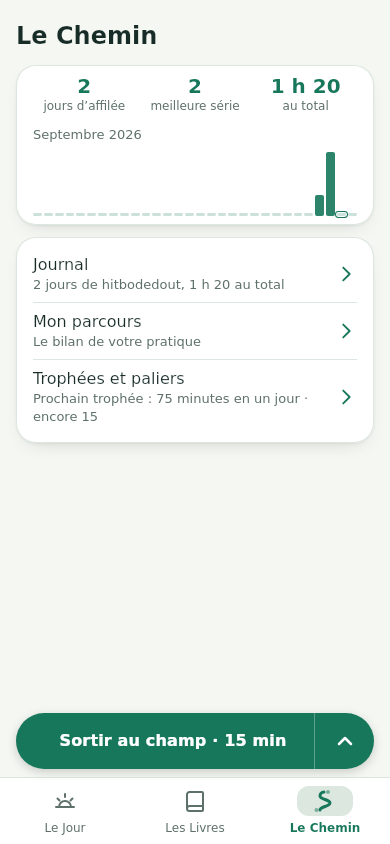 Le Chemin
2 2 1 h 20
jours d’affilée meilleure série au total
Septembre 2026
Journal
2 jours de hitbodedout, 1 h 20 au total
Mon parcours
Le bilan de votre pratique
Trophées et paliers
Prochain trophée : 75 minutes en un jour ·
encore 15
Sortir au champ · 15 min
Le Jour Les Livres Le Chemin